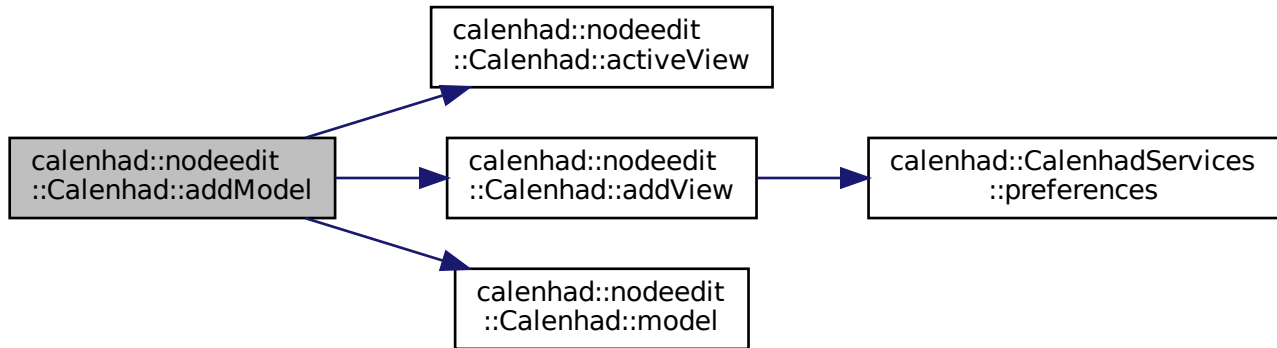 calenhad::nodeedit
::Calenhad::activeView
calenhad::nodeedit
::Calenhad::addModel
calenhad::nodeedit
::Calenhad::addView
calenhad::CalenhadServices
::preferences
calenhad::nodeedit
::Calenhad::model